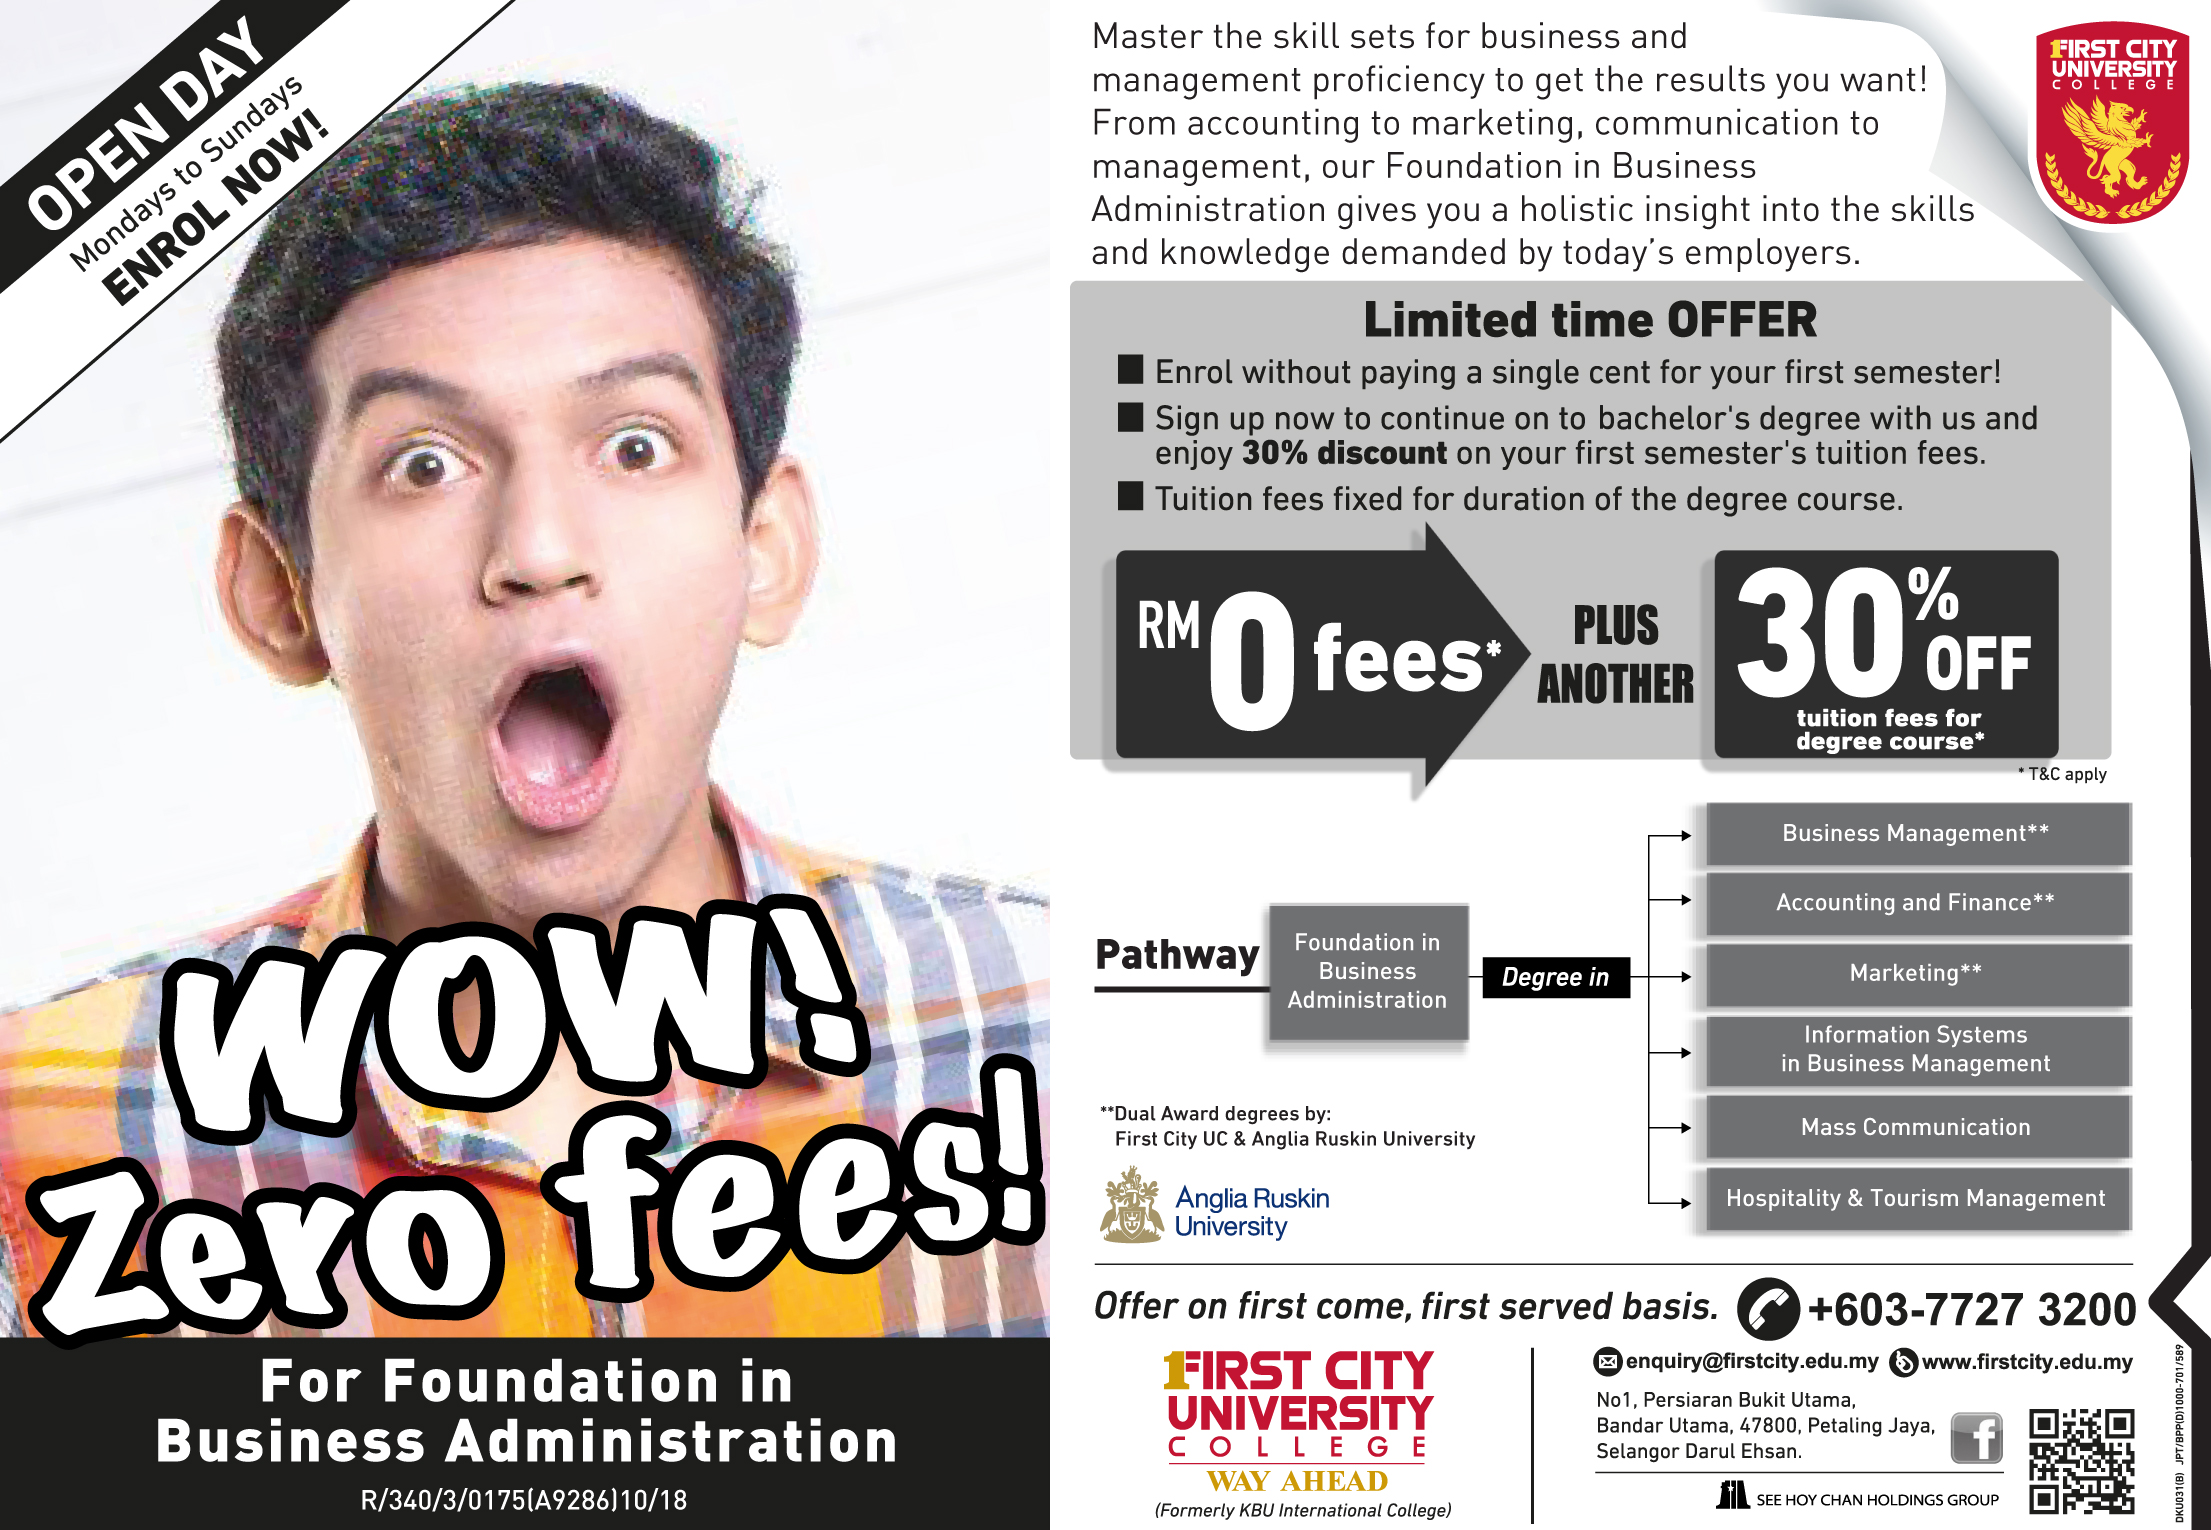 OPEN DAY
Mondays to Sundays
ENROL NOW!
WOW!
Zero fees!
For Foundation in
Business Administration
R/340/3/0175(A9286)10/18
Master the skill sets for business and
management proficiency to get the results you want!
From accounting to marketing, communication to
management, our Foundation in Business
Administration gives you a holistic insight into the skills
and knowledge demanded by today's employers.
1FIRST CITY
UNIVERSITY
COLLEGE
Limited time OFFER
Enrol without paying a single cent for your first semester!
Sign up now to continue on to bachelor's degree with us and
enjoy 30% discount on your first semester's tuition fees.
Tuition fees fixed for duration of the degree course.
RM 0 fees*
PLUS
ANOTHER
30% OFF
tuition fees for
degree course*
* T&C apply
Pathway
Foundation in
Business
Administration
Degree in
Business Management**
Accounting and Finance**
Marketing**
Information Systems
in Business Management
Mass Communication
Hospitality & Tourism Management
**Dual Award degrees by:
First City UC & Anglia Ruskin University
Anglia Ruskin
University
Offer on first come, first served basis.
+603-7727 3200
1FIRST CITY
UNIVERSITY
COLLEGE
WAY AHEAD
(Formerly KBU International College)
enquiry@firstcity.edu.my
www.firstcity.edu.my
No1, Persiaran Bukit Utama,
Bandar Utama, 47800, Petaling Jaya,
Selangor Darul Ehsan.
f
SEE HOY CHAN HOLDINGS GROUP
DKU031(B) JPT/BPP(D)1000-701/589